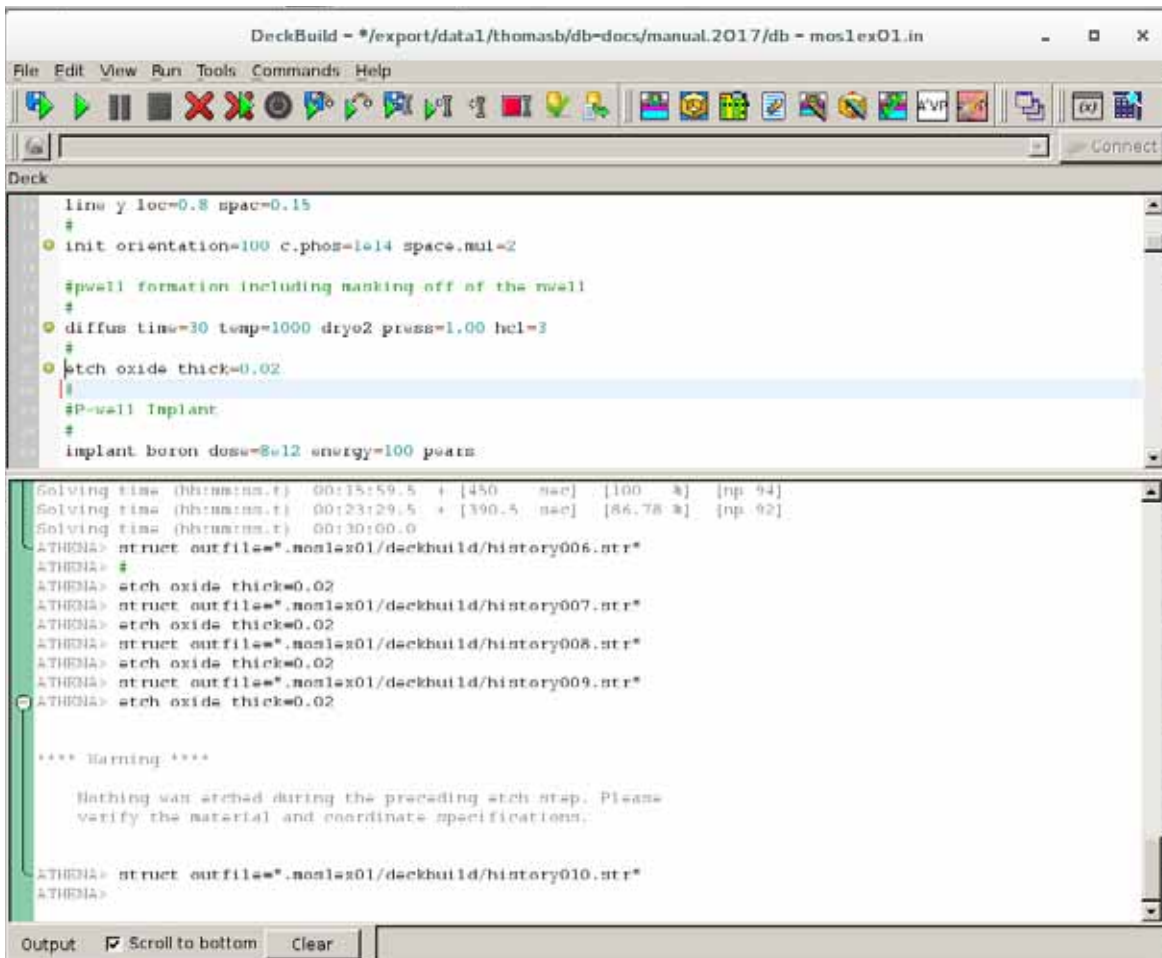 DeckBuild - */export/data1/thomasb/db-docs/manual.2017/db - mos1ex01.in
File Edit View Run Tools Commands Help
Connect
Deck
line y loc=0.8 spac=0.15
#
init orientation=100 c.phos=1e14 space.mul=2
#pwell formation including masking off of the nwell
#
diffus time=30 temp=1000 dryo2 press=1.00 hcl=3
#
etch oxide thick=0.02
#
#P-well Implant
#
implant boron dose=8e12 energy=100 pears
Solving time (hh:mm:ss.t) 00:15:59.5 + [450 sec] [100 %] [np 94]
Solving time (hh:mm:ss.t) 00:23:29.5 + [390.5 sec] [86.78 %] [np 92]
Solving time (hh:mm:ss.t) 00:30:00.0
ATHENA> struct outfile=".mos1ex01/deckbuild/history006.str"
ATHENA> #
ATHENA> etch oxide thick=0.02
ATHENA> struct outfile=".mos1ex01/deckbuild/history007.str"
ATHENA> etch oxide thick=0.02
ATHENA> struct outfile=".mos1ex01/deckbuild/history008.str"
ATHENA> etch oxide thick=0.02
ATHENA> struct outfile=".mos1ex01/deckbuild/history009.str"
ATHENA> etch oxide thick=0.02
**** Warning ****
Nothing was etched during the preceding etch step. Please
verify the material and coordinate specifications.
ATHENA> struct outfile=".mos1ex01/deckbuild/history010.str"
ATHENA>
Output Scroll to bottom Clear